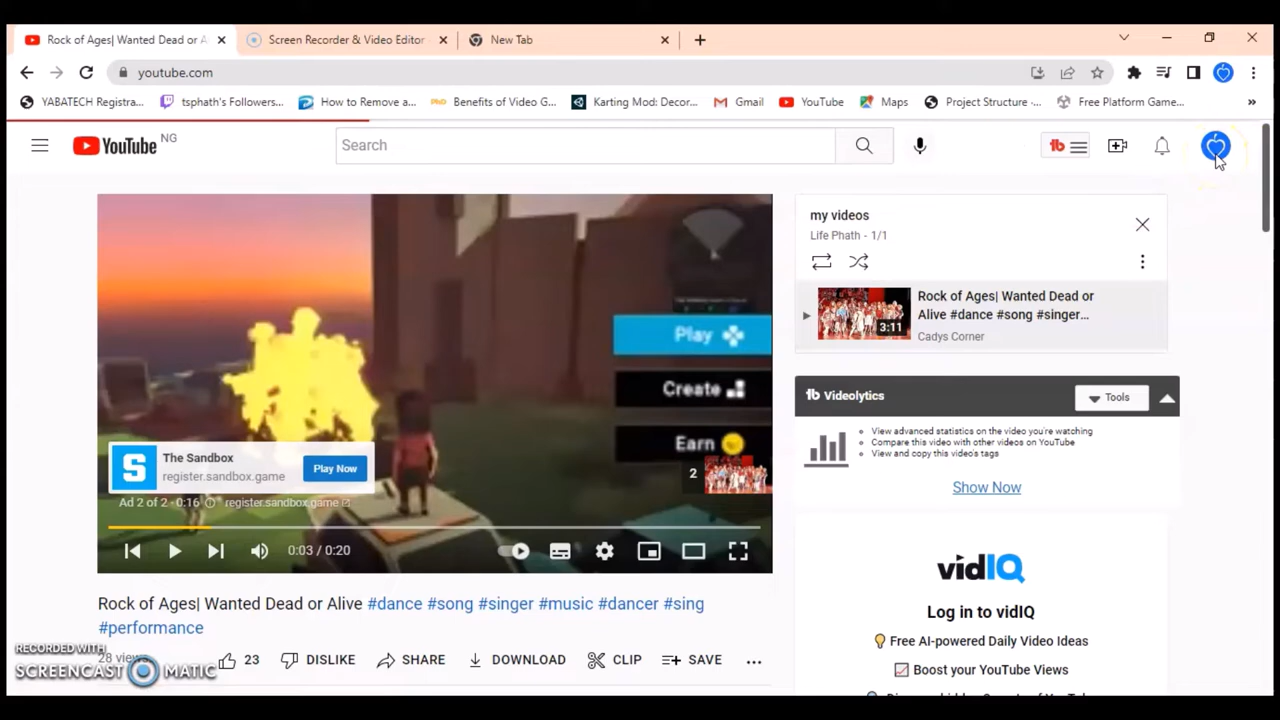 Rock of Ages| Wanted Dead or A
Screen Recorder & Video Editor
New Tab
youtube.com
YABATECH Registra...
tsphath's Followers...
How to Remove a...
Benefits of Video G...
Karting Mod: Decor...
Gmail
YouTube
Maps
Project Structure -...
Free Platform Game...
»
YouTube NG
Search
tb
my videos
Life Phath - 1/1
Rock of Ages| Wanted Dead or
Alive #dance #song #singer...
3:11
Cadys Corner
tb Videolytics
Tools
View advanced statistics on the video you're watching
Compare this video with other videos on YouTube
View and copy this video's tags
Show Now
vidIQ
Log in to vidIQ
Free AI-powered Daily Video Ideas
Boost your YouTube Views
Play
Create
Earn
S
The Sandbox
register.sandbox.game
Play Now
2
Ad 2 of 2 · 0:16 register.sandbox.game
0:03 / 0:20
Rock of Ages| Wanted Dead or Alive #dance #song #singer #music #dancer #sing
#performance
28 views
23
DISLIKE
SHARE
DOWNLOAD
CLIP
SAVE
RECORDED WITH
SCREENCAST MATIC